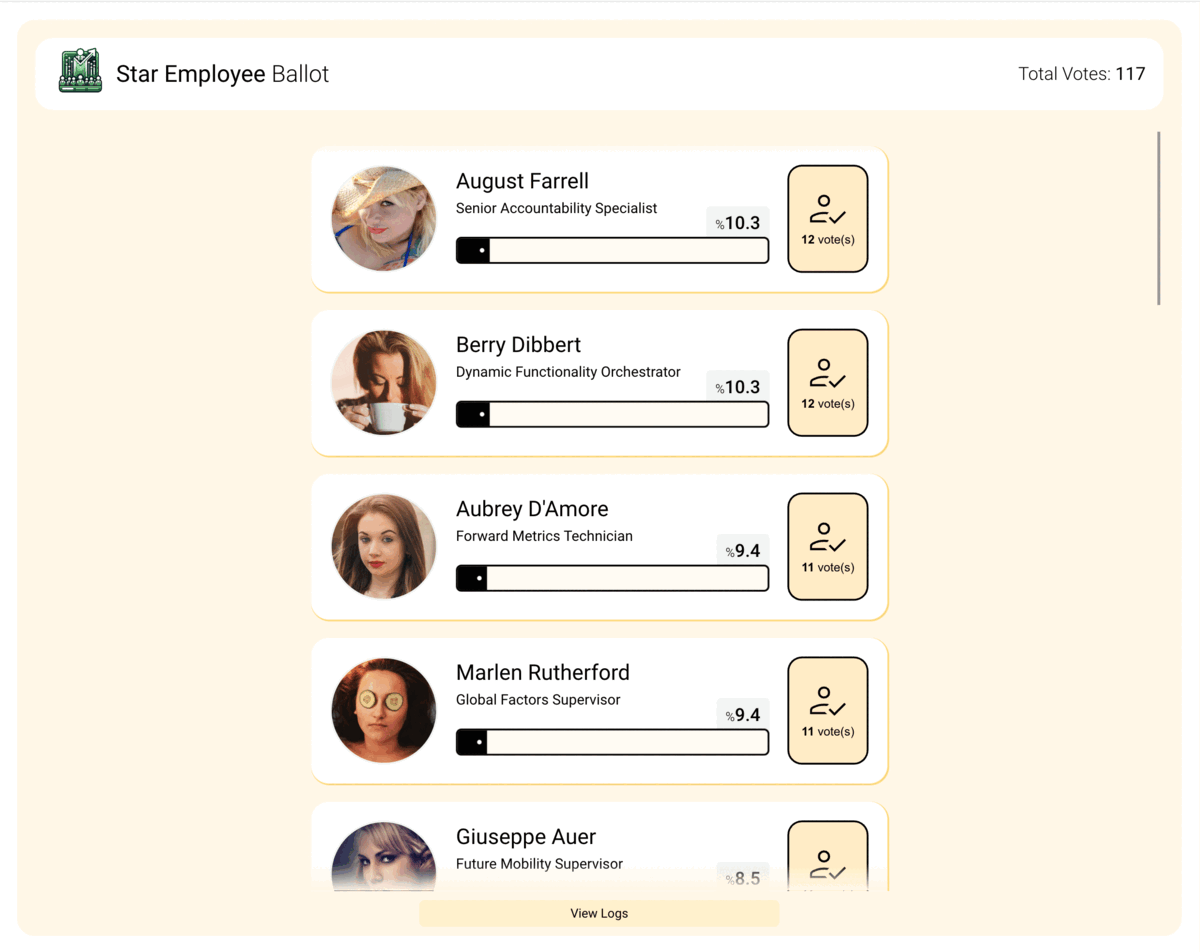 Star Employee Ballot
Total Votes: 117
August Farrell
Senior Accountability Specialist
%10.3
12 vote(s)
Berry Dibbert
Dynamic Functionality Orchestrator
%10.3
12 vote(s)
Aubrey D'Amore
Forward Metrics Technician
%9.4
11 vote(s)
Marlen Rutherford
Global Factors Supervisor
%9.4
11 vote(s)
Giuseppe Auer
Future Mobility Supervisor
%8.5
View Logs